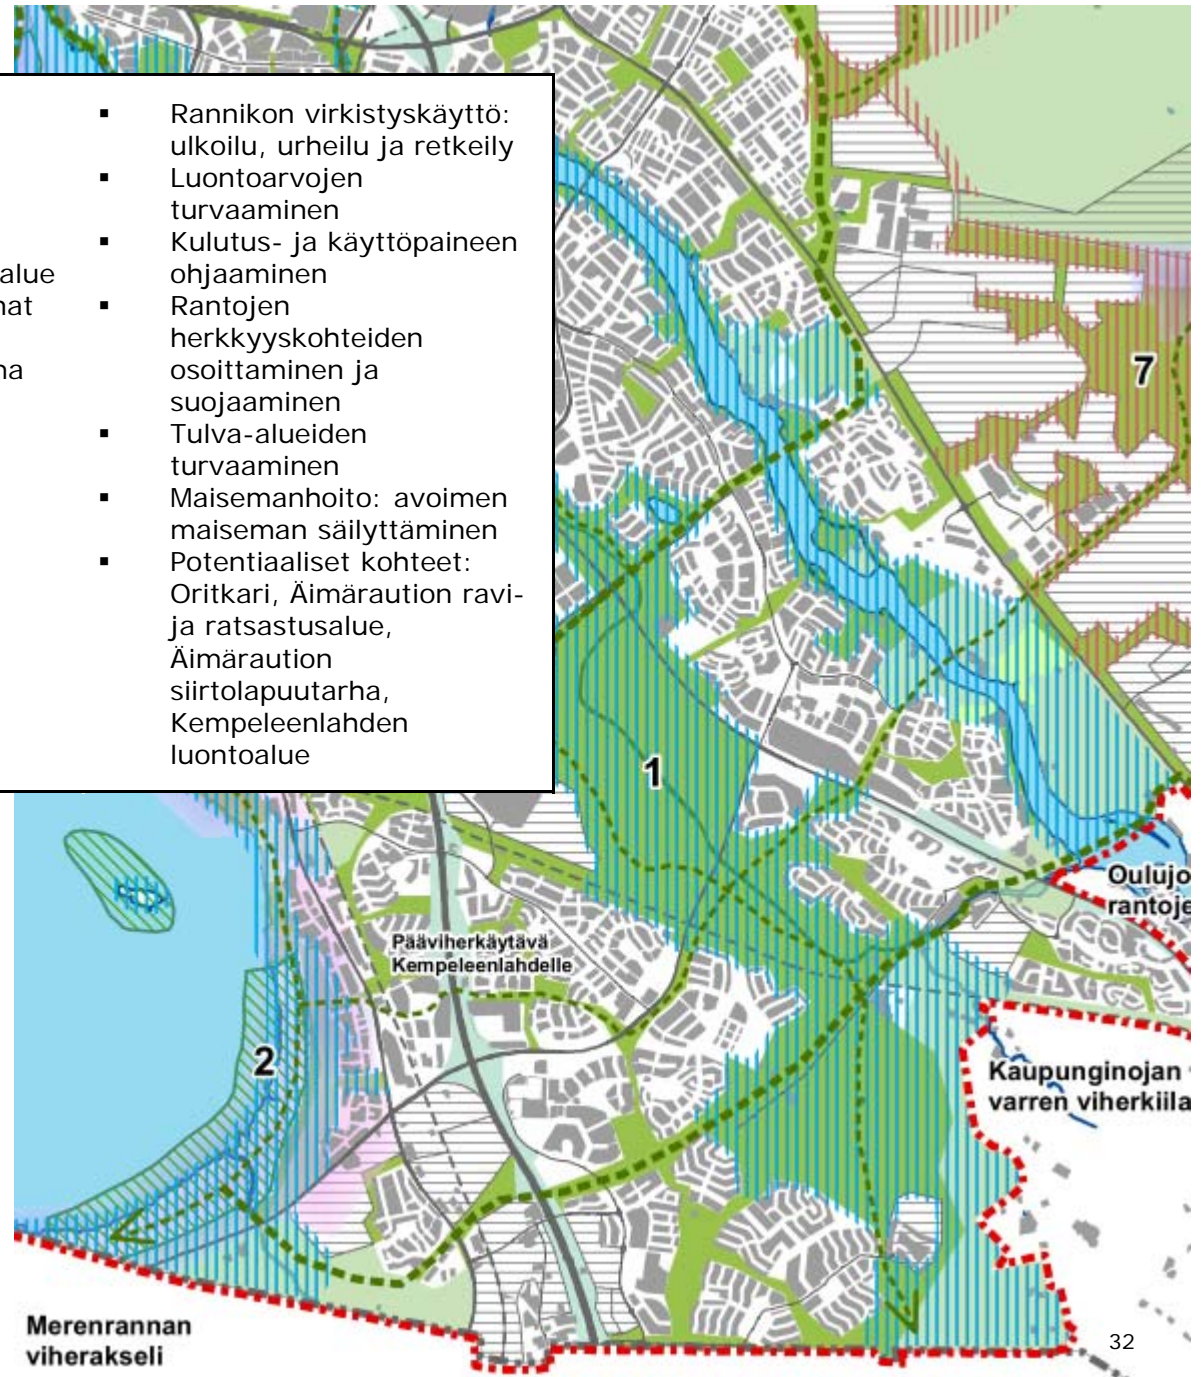 alue
nat
na
▪ Rannikon virkistyskäyttö:
ulkoilu, urheilu ja retkeily
▪ Luontoarvojen
turvaaminen
▪ Kulutus- ja käyttöpaineen
ohjaaminen
▪ Rantojen
herkkyyskohteiden
osoittaminen ja
suojaaminen
▪ Tulva-alueiden
turvaaminen
▪ Maisemanhoito: avoimen
maiseman säilyttäminen
▪ Potentiaaliset kohteet:
Oritkari, Äimäraution ravi-
ja ratsastusalue,
Äimäraution
siirtolapuutarha,
Kempeleenlahden
luontoalue
7
1
Oulujo
rantoje
Pääviherkäytävä
Kempeleenlahdelle
2
Kaupunginojan
varren viherkiila
Merenrannan
viherakseli
32